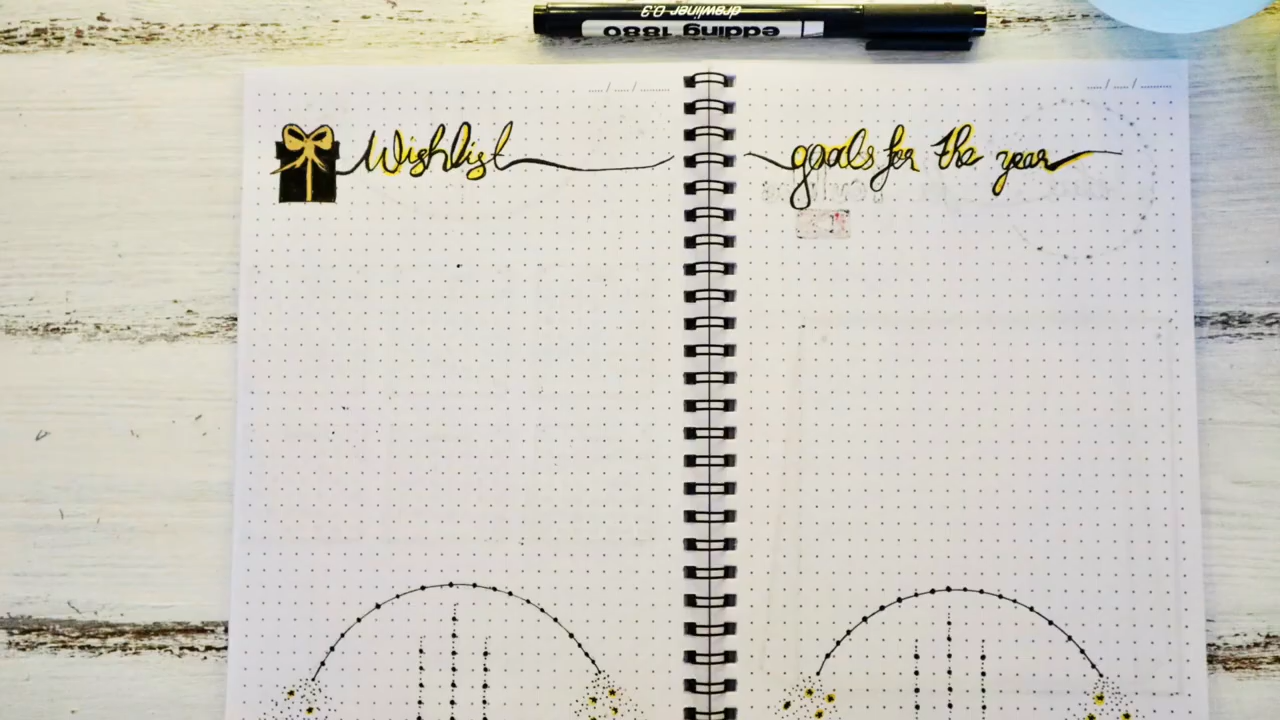 edding 1880
drawliner 0.3
Wishlist
goals for the year